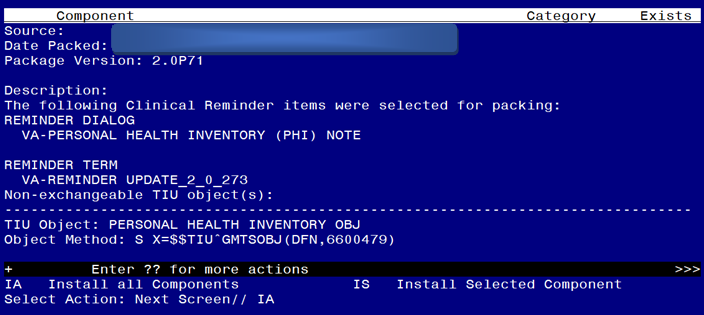 Component Category Exists
Source:
Date Packed:
Package Version: 2.0P71
Description:
The following Clinical Reminder items were selected for packing:
REMINDER DIALOG
VA-PERSONAL HEALTH INVENTORY (PHI) NOTE
REMINDER TERM
VA-REMINDER UPDATE_2_0_273
Non-exchangeable TIU object(s):
-------------------------------------------------------------------------------
TIU Object: PERSONAL HEALTH INVENTORY OBJ
Object Method: S X=$$TIU^GMTSOBJ(DFN,6600479)
+ Enter ?? for more actions >>>
IA Install all Components IS Install Selected Component
Select Action: Next Screen// IA